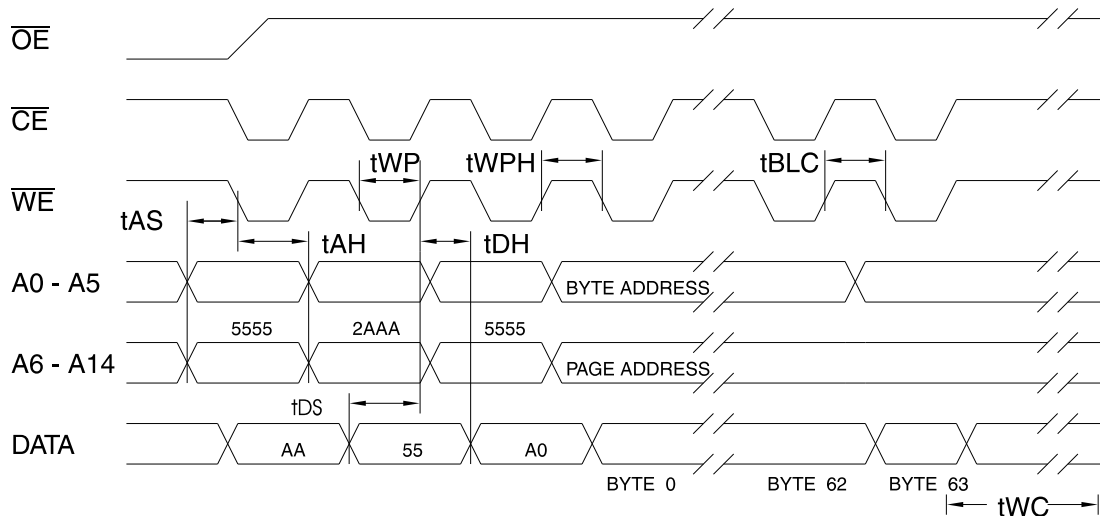 OE
CE
tWP tWPH tBLC
WE
tAS
tAH tDH
A0 - A5 BYTE ADDRESS
5555 2AAA 5555
A6 - A14 PAGE ADDRESS
tDS
DATA AA 55 A0
BYTE 0 BYTE 62 BYTE 63
tWC